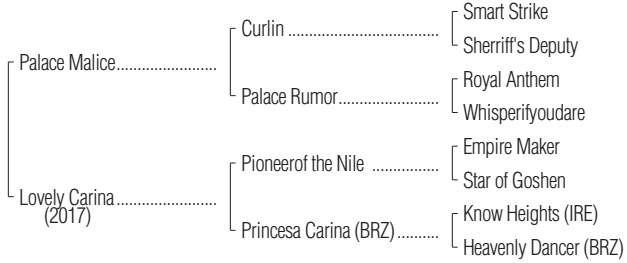 Smart Strike
Curlin ....................................
Sherriff's Deputy
Palace Malice........................
Royal Anthem
Palace Rumor........................
Whisperifyoudare
Empire Maker
Pioneerof the Nile ................
Star of Goshen
Lovely Carina ........................
(2017)
Know Heights (IRE)
Princesa Carina (BRZ)..........
Heavenly Dancer (BRZ)